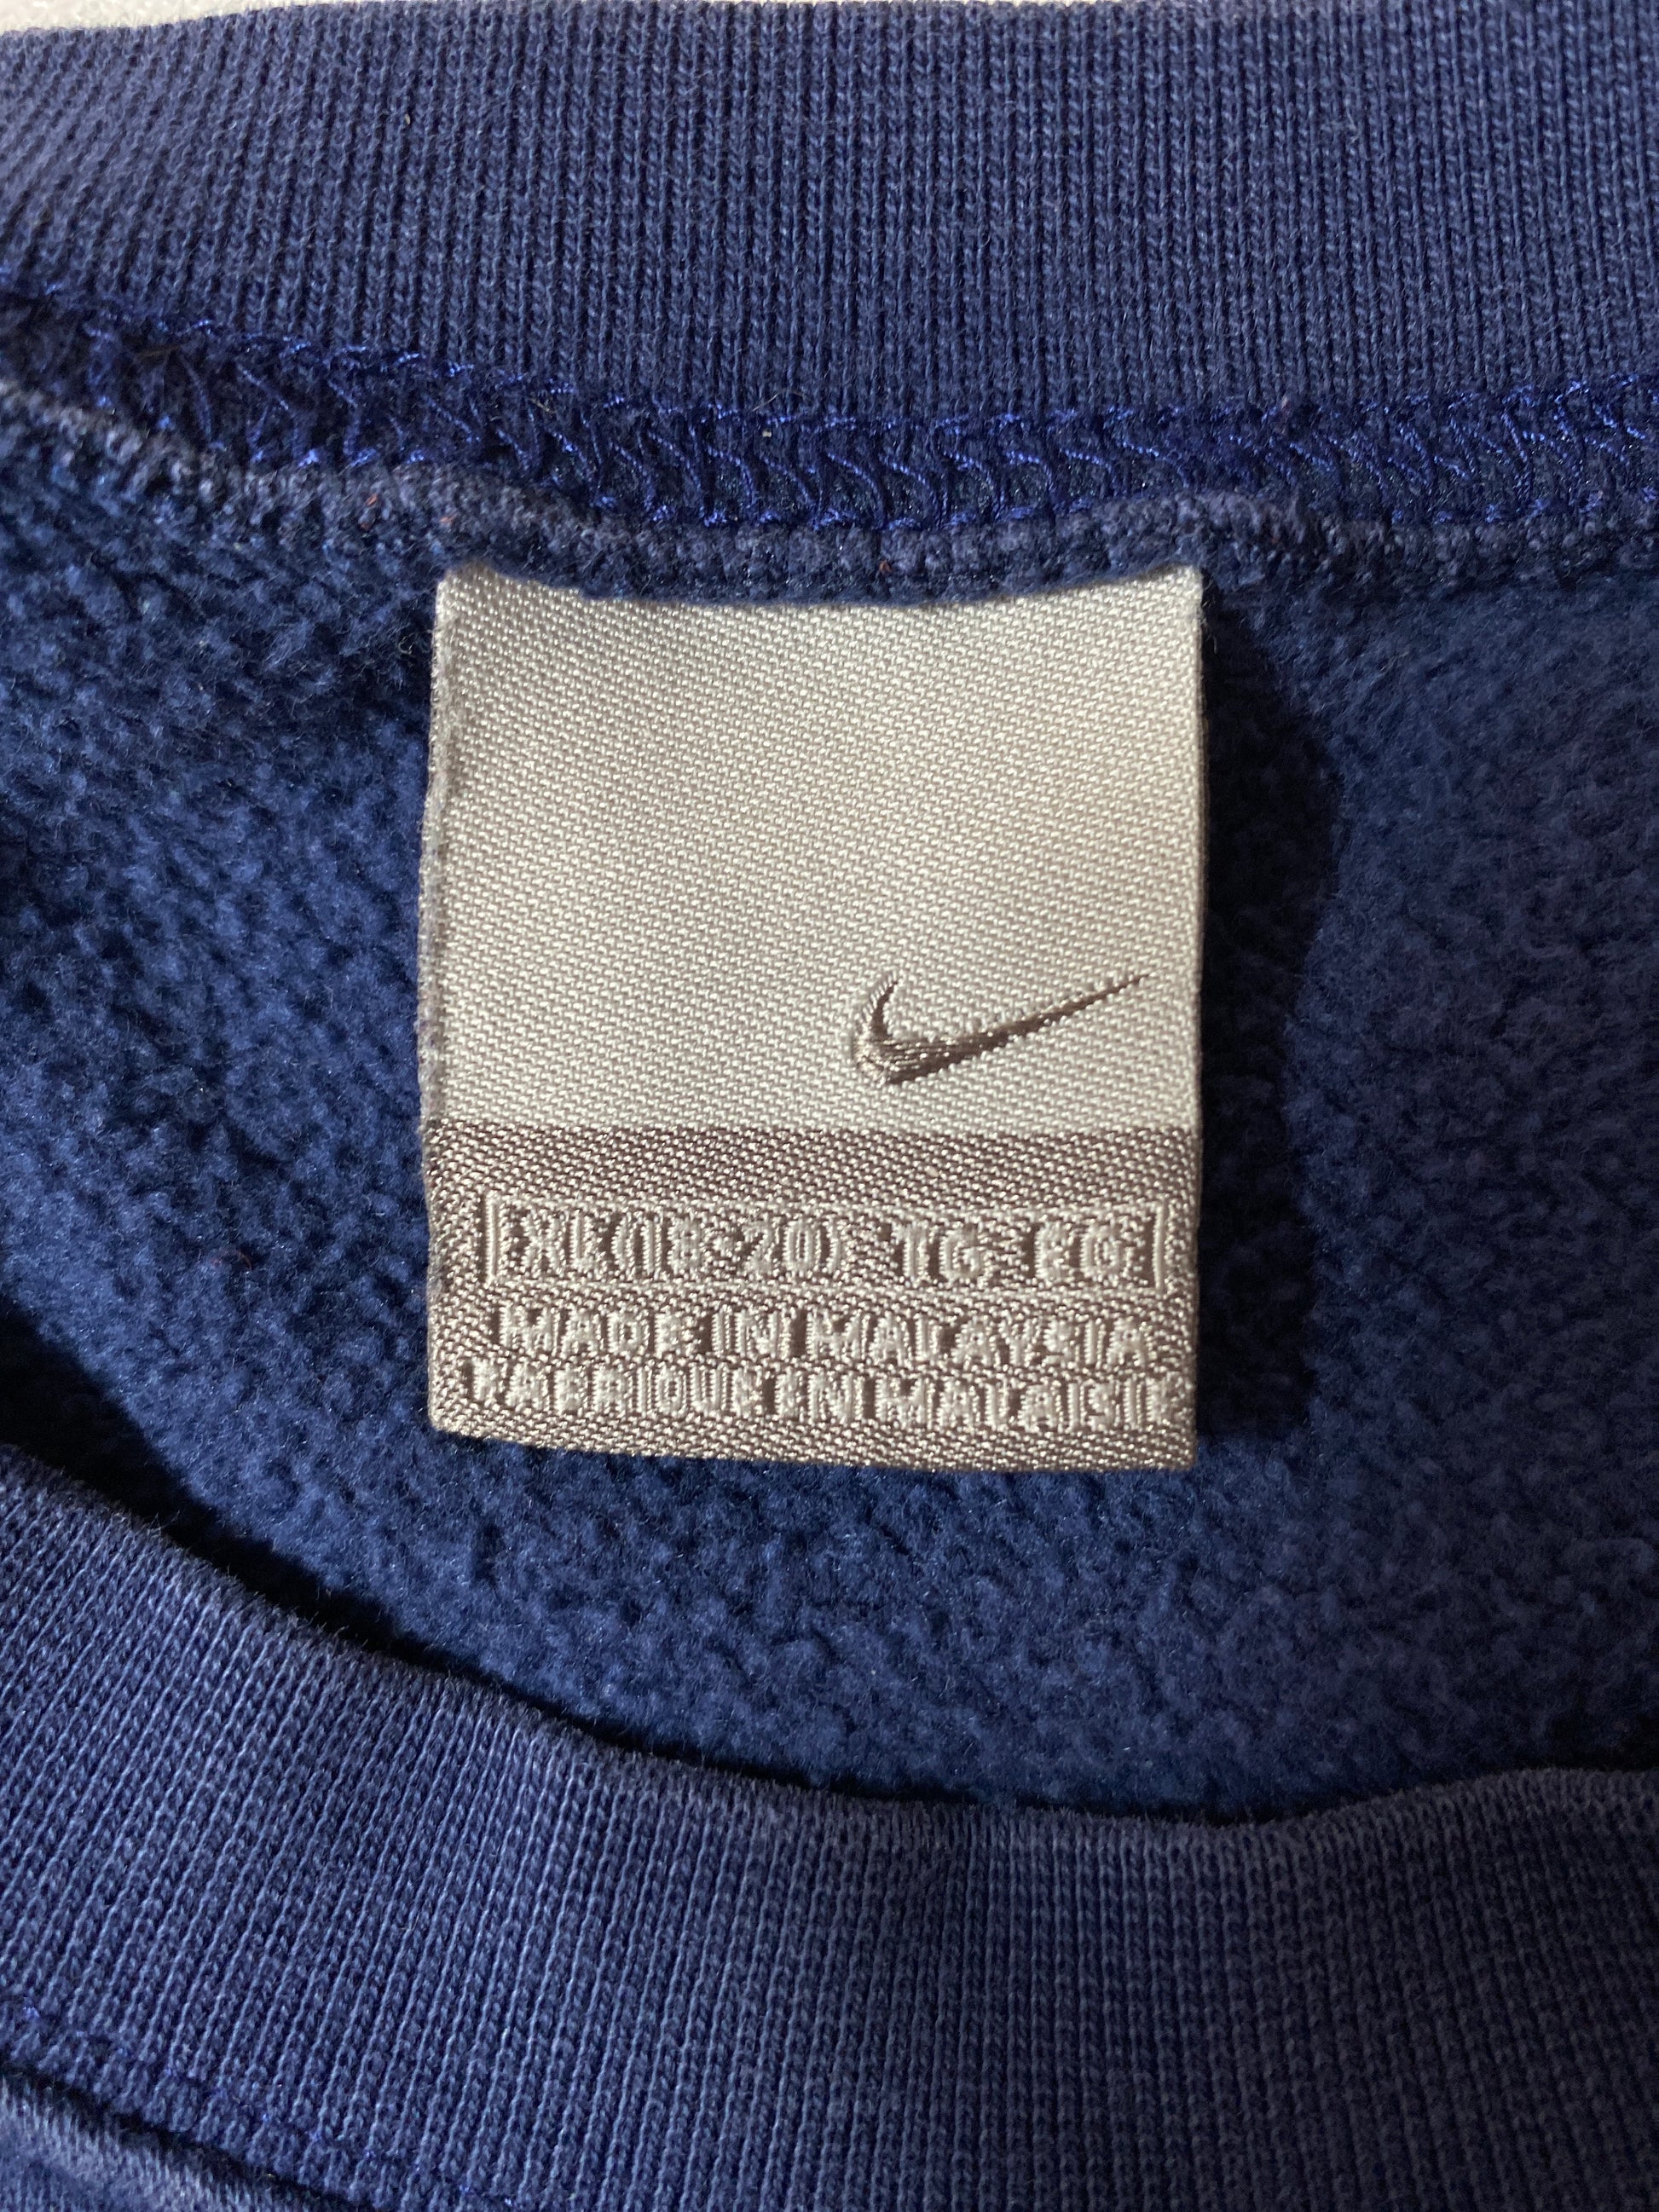 XL(18-20) TG EG
MADE IN MALAYSIA
FABRIQUE EN MALAISIE